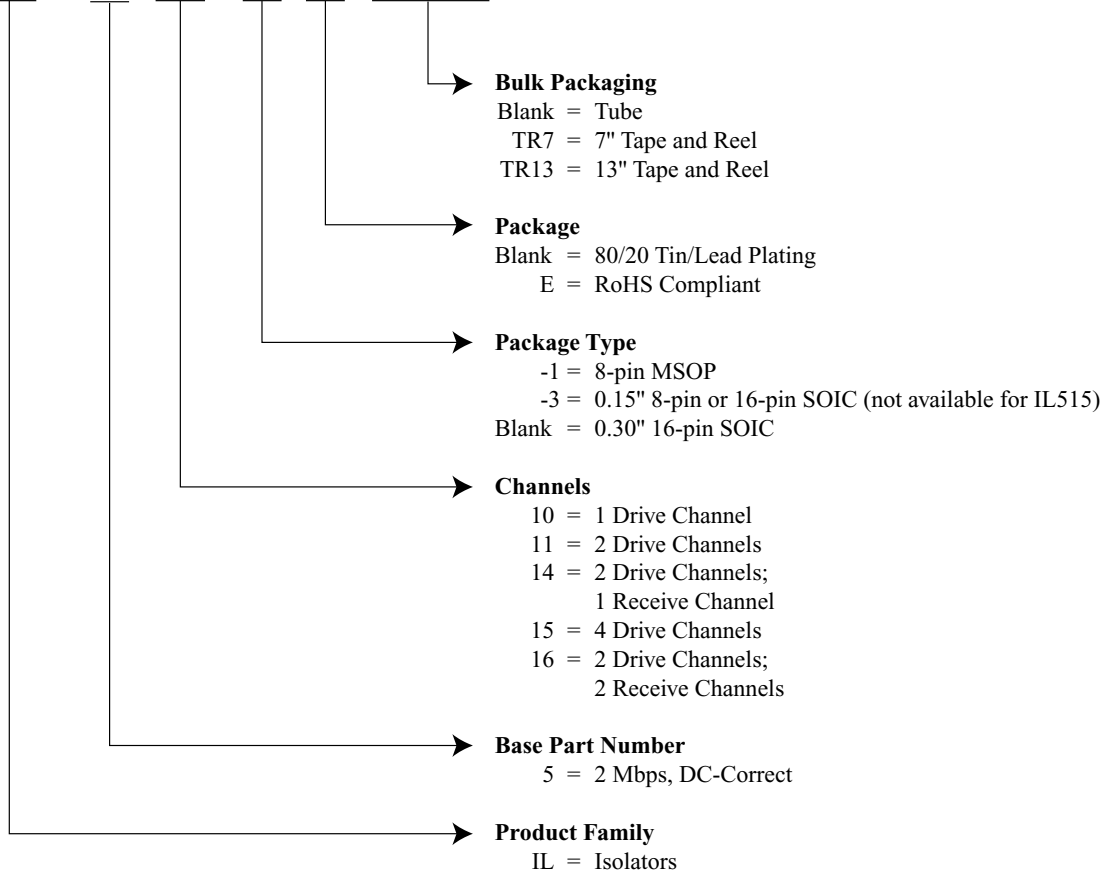 Bulk Packaging
Blank = Tube
TR7 = 7" Tape and Reel
TR13 = 13" Tape and Reel
Package
Blank = 80/20 Tin/Lead Plating
E = RoHS Compliant
Package Type
-1 = 8-pin MSOP
-3 = 0.15" 8-pin or 16-pin SOIC (not available for IL515)
Blank = 0.30" 16-pin SOIC
Channels
10 = 1 Drive Channel
11 = 2 Drive Channels
14 = 2 Drive Channels;
1 Receive Channel
15 = 4 Drive Channels
16 = 2 Drive Channels;
2 Receive Channels
Base Part Number
5 = 2 Mbps, DC-Correct
Product Family
IL = Isolators